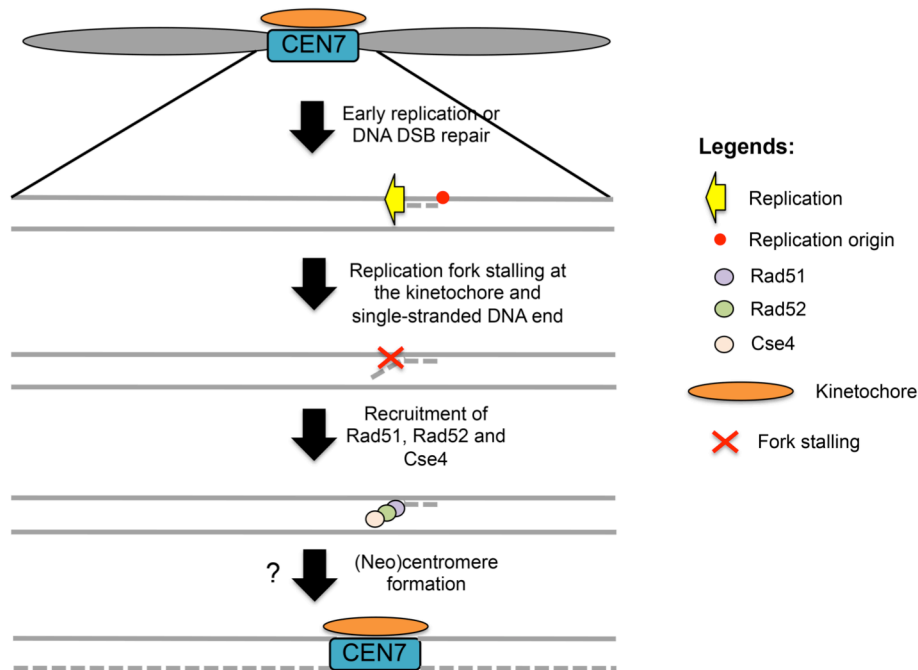 CEN7
Early replication or
DNA DSB repair
Replication fork stalling at
the kinetochore and
single-stranded DNA end
Recruitment of
Rad51, Rad52 and
Cse4
?
(Neo)centromere
formation
CEN7
Legends:
Replication
Replication origin
Rad51
Rad52
Cse4
Kinetochore
Fork stalling